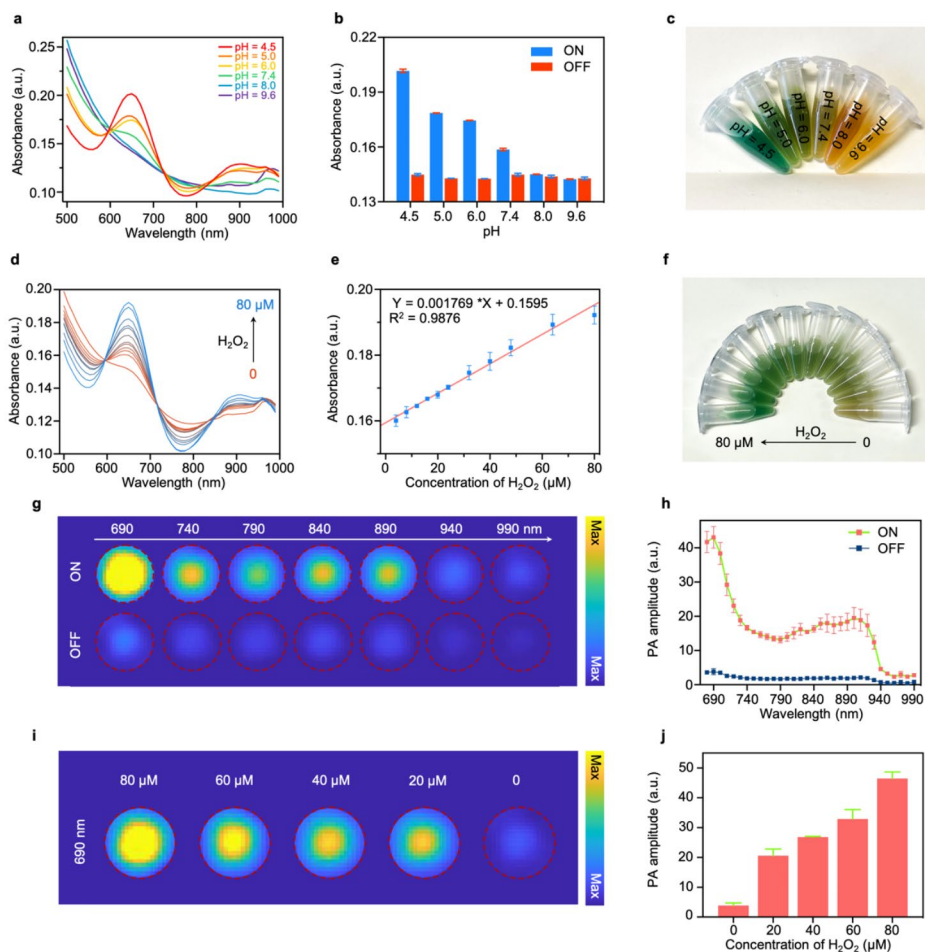 a
0.25
0.20
0.15
0.10
Absorbance (a.u.)
pH = 4.5
pH = 5.0
pH = 6.0
pH = 7.4
pH = 8.0
pH = 9.6
500 600 700 800 900 1000
Wavelength (nm)
b
0.21
0.19
0.17
0.15
0.13
Absorbance (a.u.)
ON
OFF
4.5 5.0 6.0 7.4 8.0 9.6
pH
c
pH = 4.5
pH = 5.0
pH = 6.0
pH = 7.4
pH = 8.0
pH = 9.6
d
0.20
0.18
0.16
0.14
0.12
0.10
Absorbance (a.u.)
80 µM
H₂O₂
0
500 600 700 800 900 1000
Wavelength (nm)
e
0.20
0.18
0.16
Absorbance (a.u.)
Y = 0.001769 *X + 0.1595
R² = 0.9876
0 20 40 60 80
Concentration of H₂O₂ (µM)
f
80 µM H₂O₂ 0
g
690 740 790 840 890 940 990 nm
ON
OFF
Max
Max
h
40
30
20
10
0
PA amplitude (a.u.)
ON
OFF
690 740 790 840 890 940 990
Wavelength (nm)
i
80 µM 60 µM 40 µM 20 µM 0
690 nm
Max
Max
j
50
40
30
20
10
0
PA amplitude (a.u.)
0 20 40 60 80
Concentration of H₂O₂ (µM)